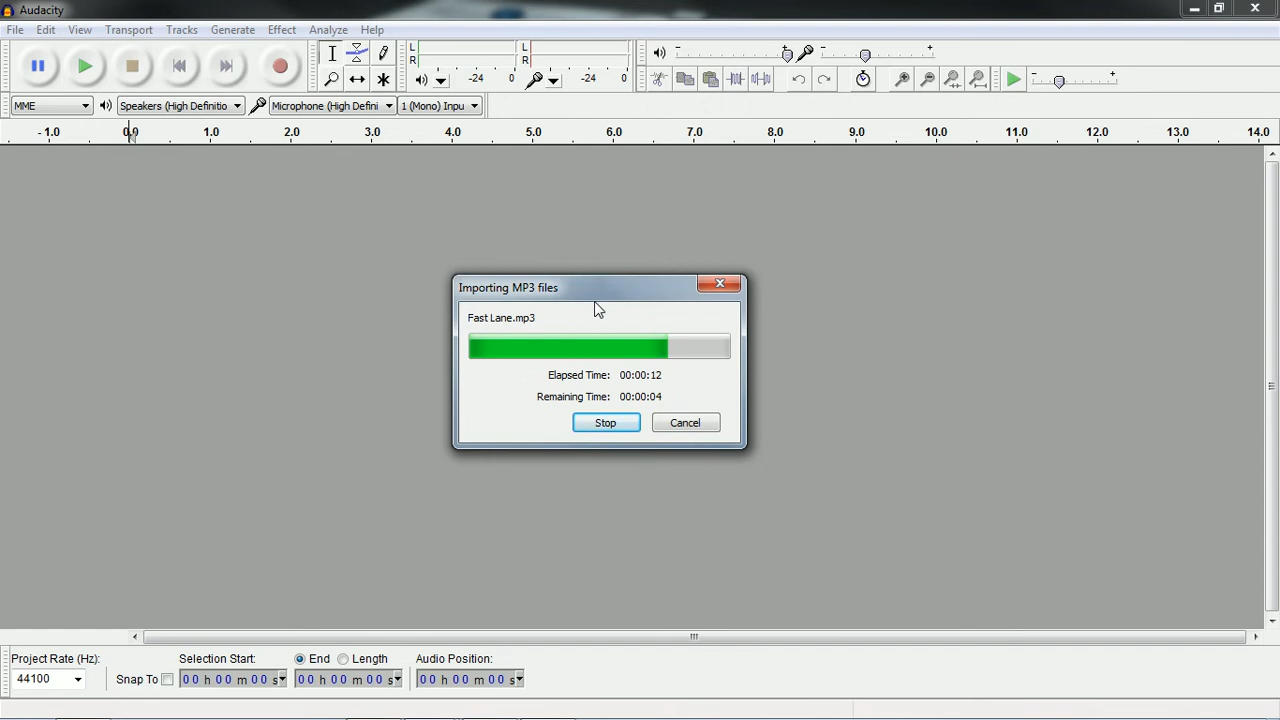 Audacity
File Edit View Transport Tracks Generate Effect Analyze Help
L L
R R
-24 0 -24 0
MME Speakers (High Definitio Microphone (High Defini 1 (Mono) Inpu
-1.0 0.0 1.0 2.0 3.0 4.0 5.0 6.0 7.0 8.0 9.0 10.0 11.0 12.0 13.0 14.0
Importing MP3 files
Fast Lane.mp3
Elapsed Time: 00:00:12
Remaining Time: 00:00:04
Stop Cancel
Project Rate (Hz): Selection Start: End Length Audio Position:
44100 Snap To 00 h 00 m 00 s 00 h 00 m 00 s 00 h 00 m 00 s